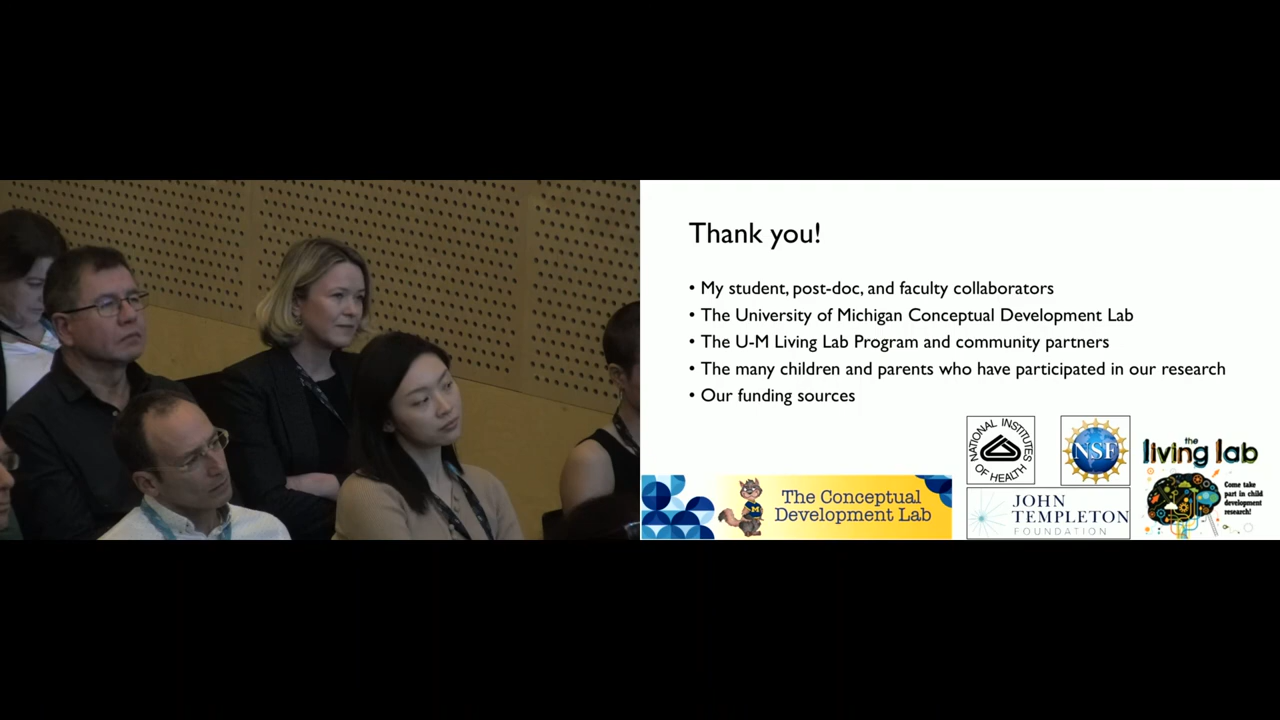 Thank you!
• My student, post-doc, and faculty collaborators
• The University of Michigan Conceptual Development Lab
• The U-M Living Lab Program and community partners
• The many children and parents who have participated in our research
• Our funding sources
NATIONAL INSTITUTES
OF HEALTH
NSF
the
living lab
Come take
part in child
development
research!
M
The Conceptual
Development Lab
JOHN
TEMPLETON
FOUNDATION